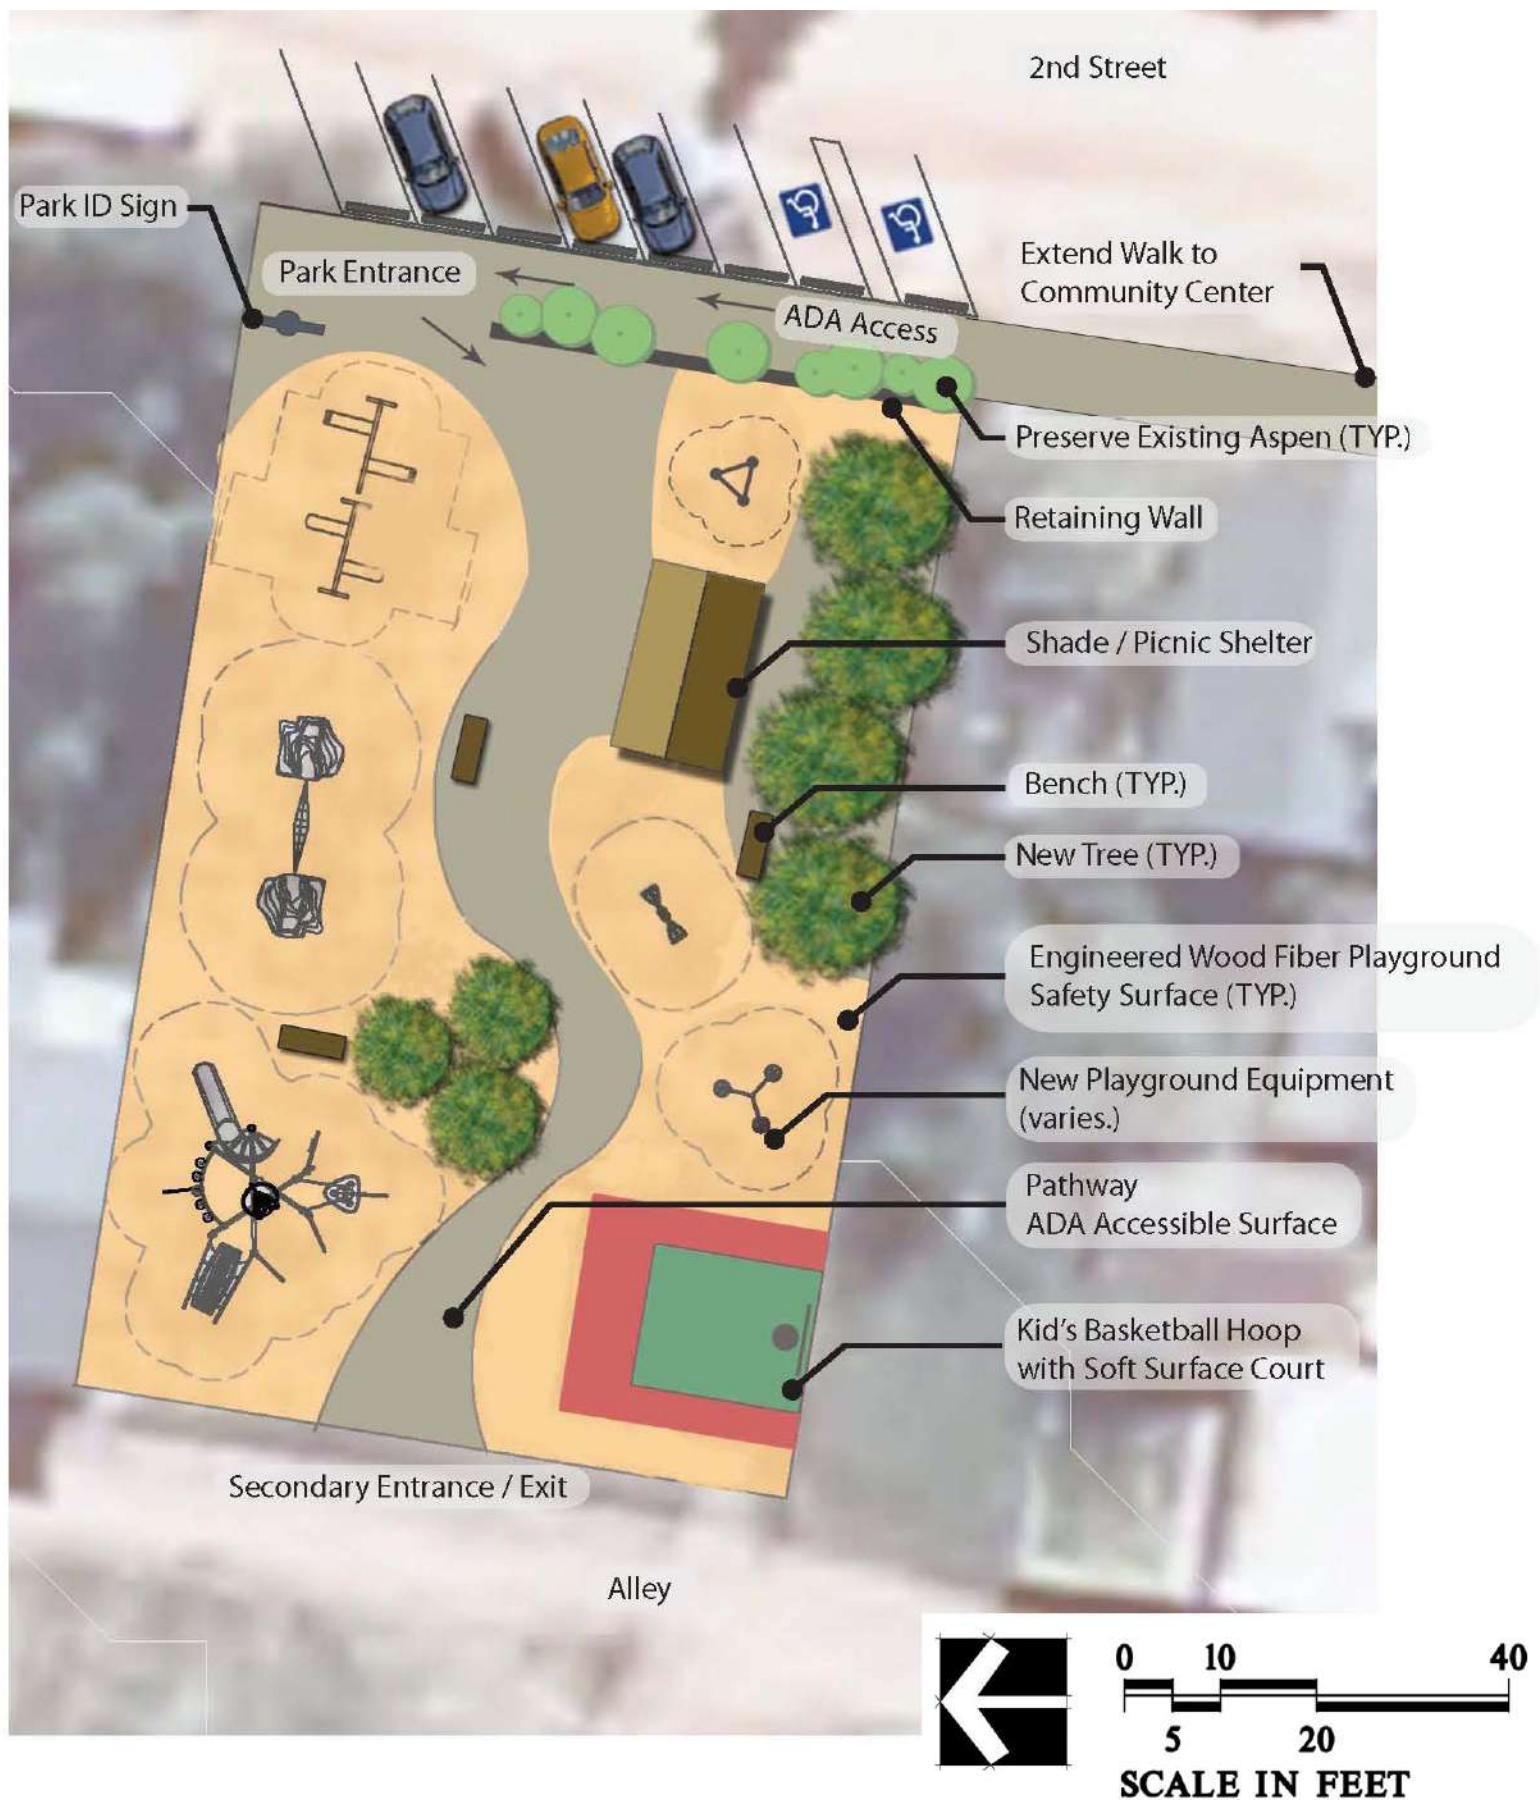 2nd Street
Park ID Sign
Park Entrance
Extend Walk to
Community Center
ADA Access
Preserve Existing Aspen (TYP.)
Retaining Wall
Shade / Picnic Shelter
Bench (TYP.)
New Tree (TYP.)
Engineered Wood Fiber Playground
Safety Surface (TYP.)
New Playground Equipment
(varies.)
Pathway
ADA Accessible Surface
Kid's Basketball Hoop
with Soft Surface Court
Secondary Entrance / Exit
Alley
0 10 40
5 20
SCALE IN FEET